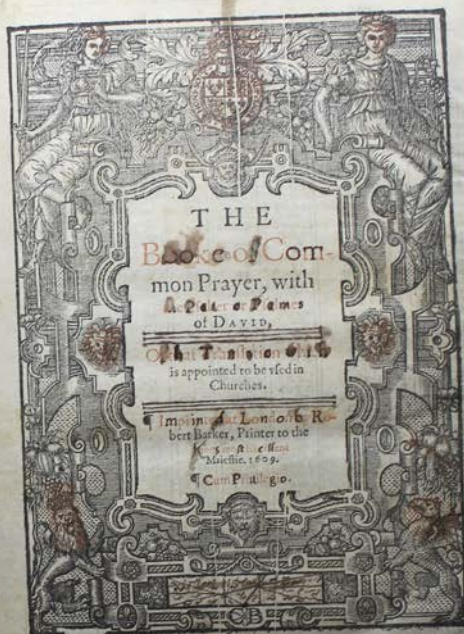 THE
Booke of Com-
mon Prayer, with
Psalter or Psalmes
of DAVID,
Of that Translation which
is appointed to be vsed in
Churches.
¶ Imprinted at London by Ro-
bert Barker, Printer to the
Kings most Excellent
Maiestie. 1609.
¶ Cum Priuilegio.
CB